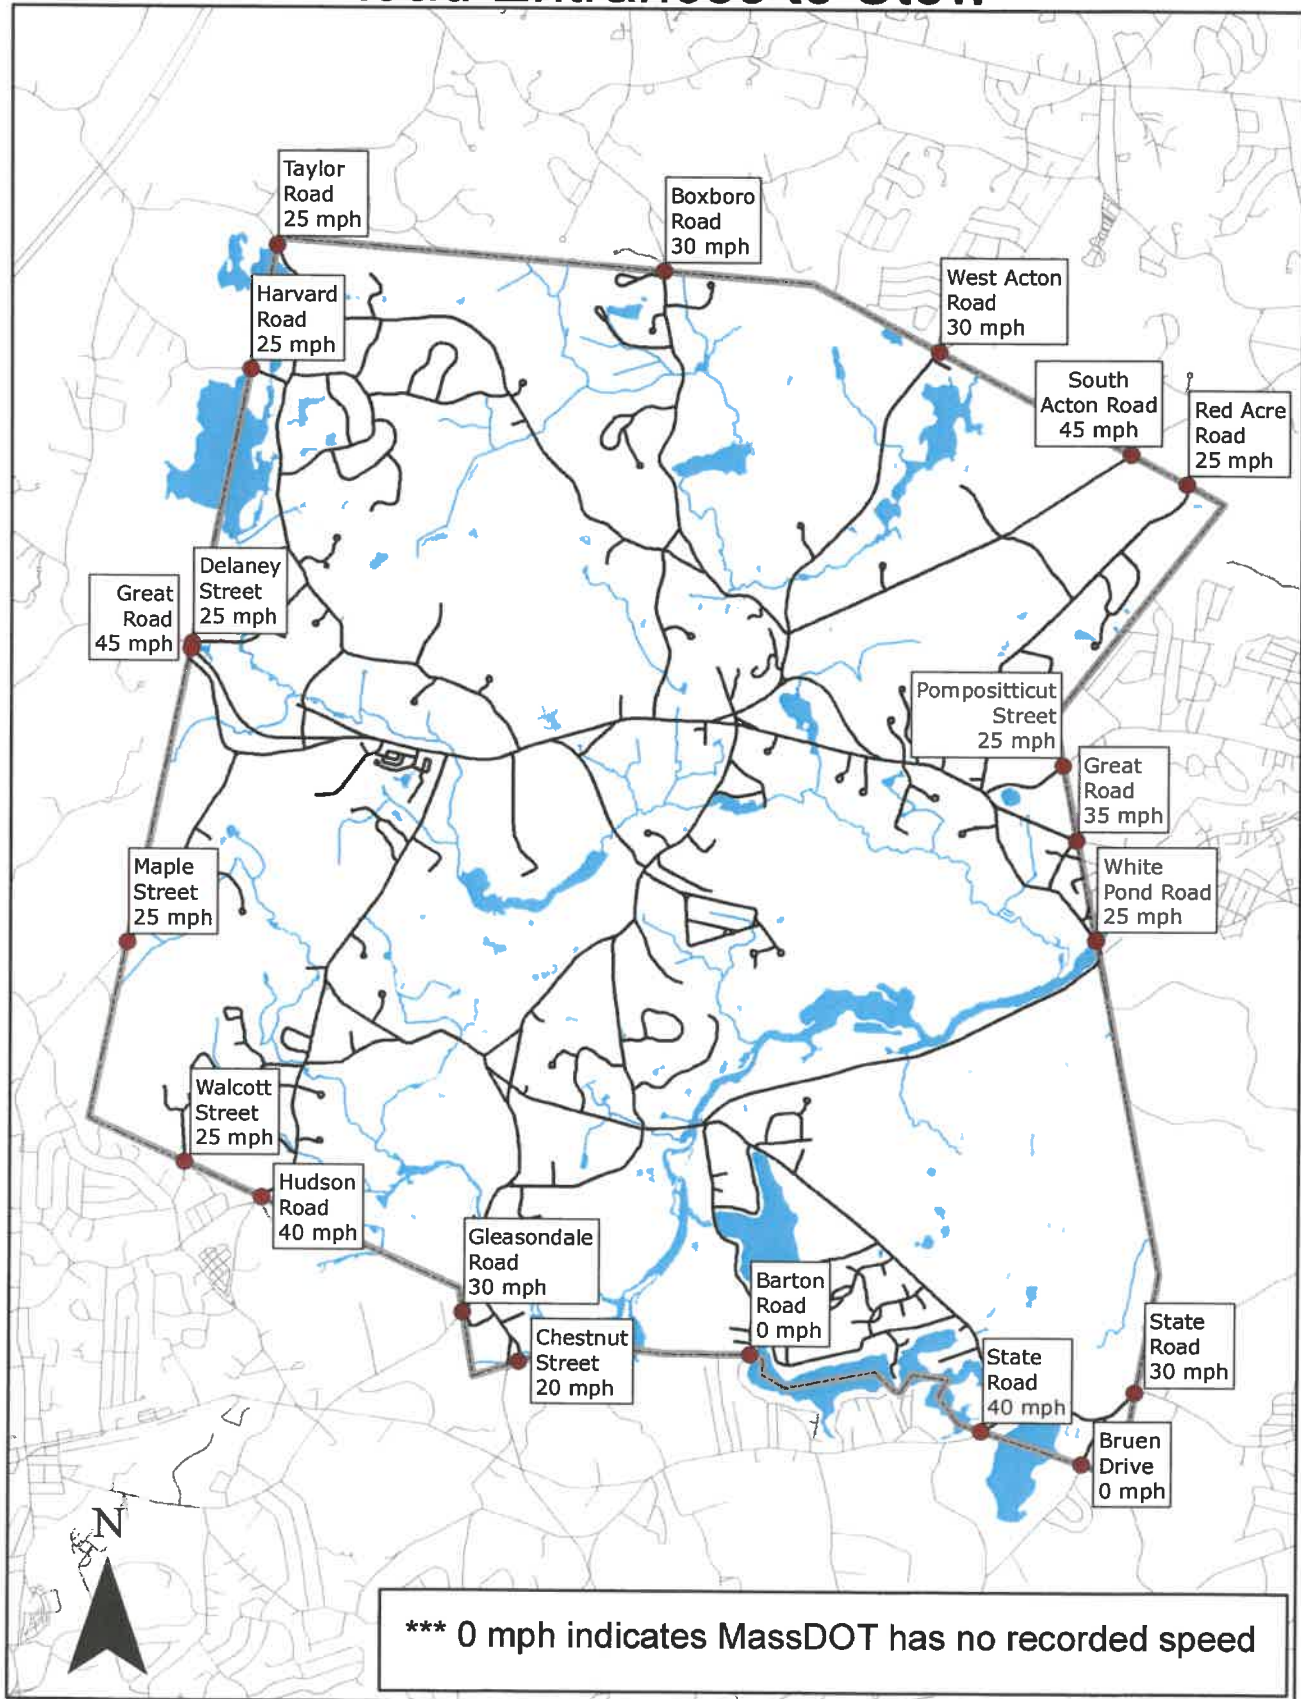 Entrances to Stow
Taylor
Road
25 mph
Boxboro
Road
30 mph
Harvard
Road
25 mph
West Acton
Road
30 mph
South
Acton Road
45 mph
Red Acre
Road
25 mph
Delaney
Street
25 mph
Great
Road
45 mph
Pompositticut
Street
25 mph
Great
Road
35 mph
Maple
Street
25 mph
White
Pond Road
25 mph
Walcott
Street
25 mph
Hudson
Road
40 mph
Gleasondale
Road
30 mph
Barton
Road
0 mph
Chestnut
Street
20 mph
State
Road
30 mph
State
Road
40 mph
Bruen
Drive
0 mph
N
*** 0 mph indicates MassDOT has no recorded speed